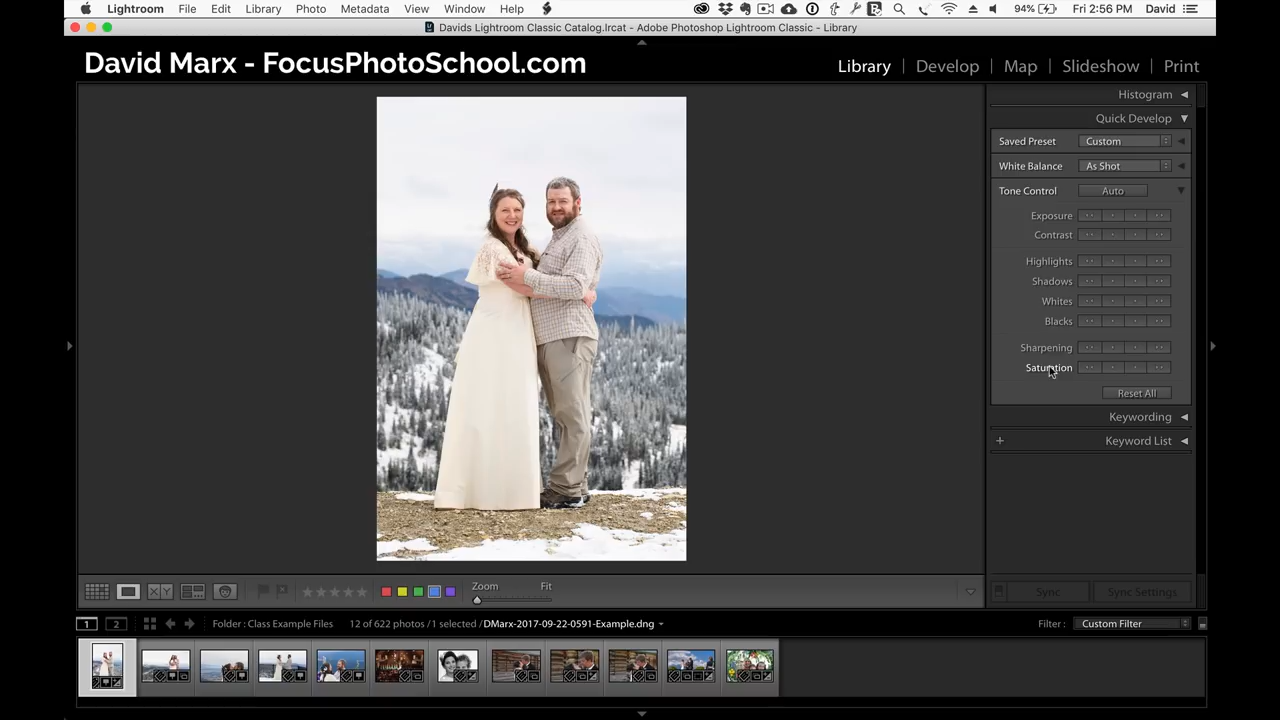 Lightroom File Edit Library Photo Metadata View Window Help 94% Fri 2:56 PM David
Davids Lightroom Classic Catalog.lrcat - Adobe Photoshop Lightroom Classic - Library
David Marx - FocusPhotoSchool.com
Library | Develop | Map | Slideshow | Print
Histogram
Quick Develop
Saved Preset Custom
White Balance As Shot
Tone Control Auto
Exposure
Contrast
Highlights
Shadows
Whites
Blacks
Sharpening
Saturation
Reset All
Keywording
+ Keyword List
XY Zoom Fit
Sync Sync Settings
1 2 Folder : Class Example Files 12 of 622 photos / 1 selected / DMarx-2017-09-22-0591-Example.dng Filter : Custom Filter